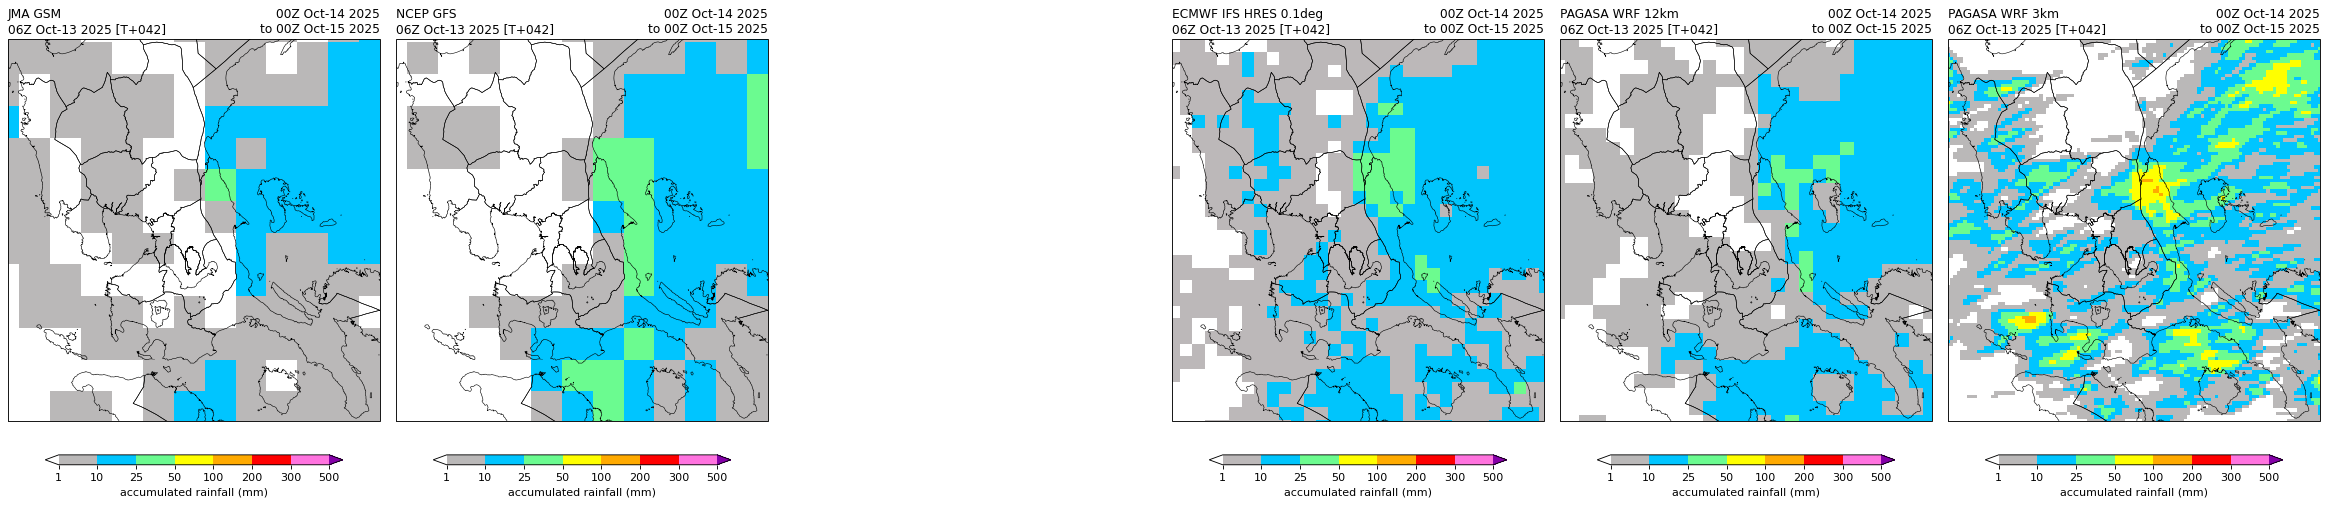 JMA GSM
00Z Oct-14 2025
06Z Oct-13 2025 [T+042]
to 00Z Oct-15 2025
1 10 25 50 100 200 300 500
accumulated rainfall (mm)
NCEP GFS
00Z Oct-14 2025
06Z Oct-13 2025 [T+042]
to 00Z Oct-15 2025
1 10 25 50 100 200 300 500
accumulated rainfall (mm)
ECMWF IFS HRES 0.1deg
00Z Oct-14 2025
06Z Oct-13 2025 [T+042]
to 00Z Oct-15 2025
1 10 25 50 100 200 300 500
accumulated rainfall (mm)
PAGASA WRF 12km
00Z Oct-14 2025
06Z Oct-13 2025 [T+042]
to 00Z Oct-15 2025
1 10 25 50 100 200 300 500
accumulated rainfall (mm)
PAGASA WRF 3km
00Z Oct-14 2025
06Z Oct-13 2025 [T+042]
to 00Z Oct-15 2025
1 10 25 50 100 200 300 500
accumulated rainfall (mm)